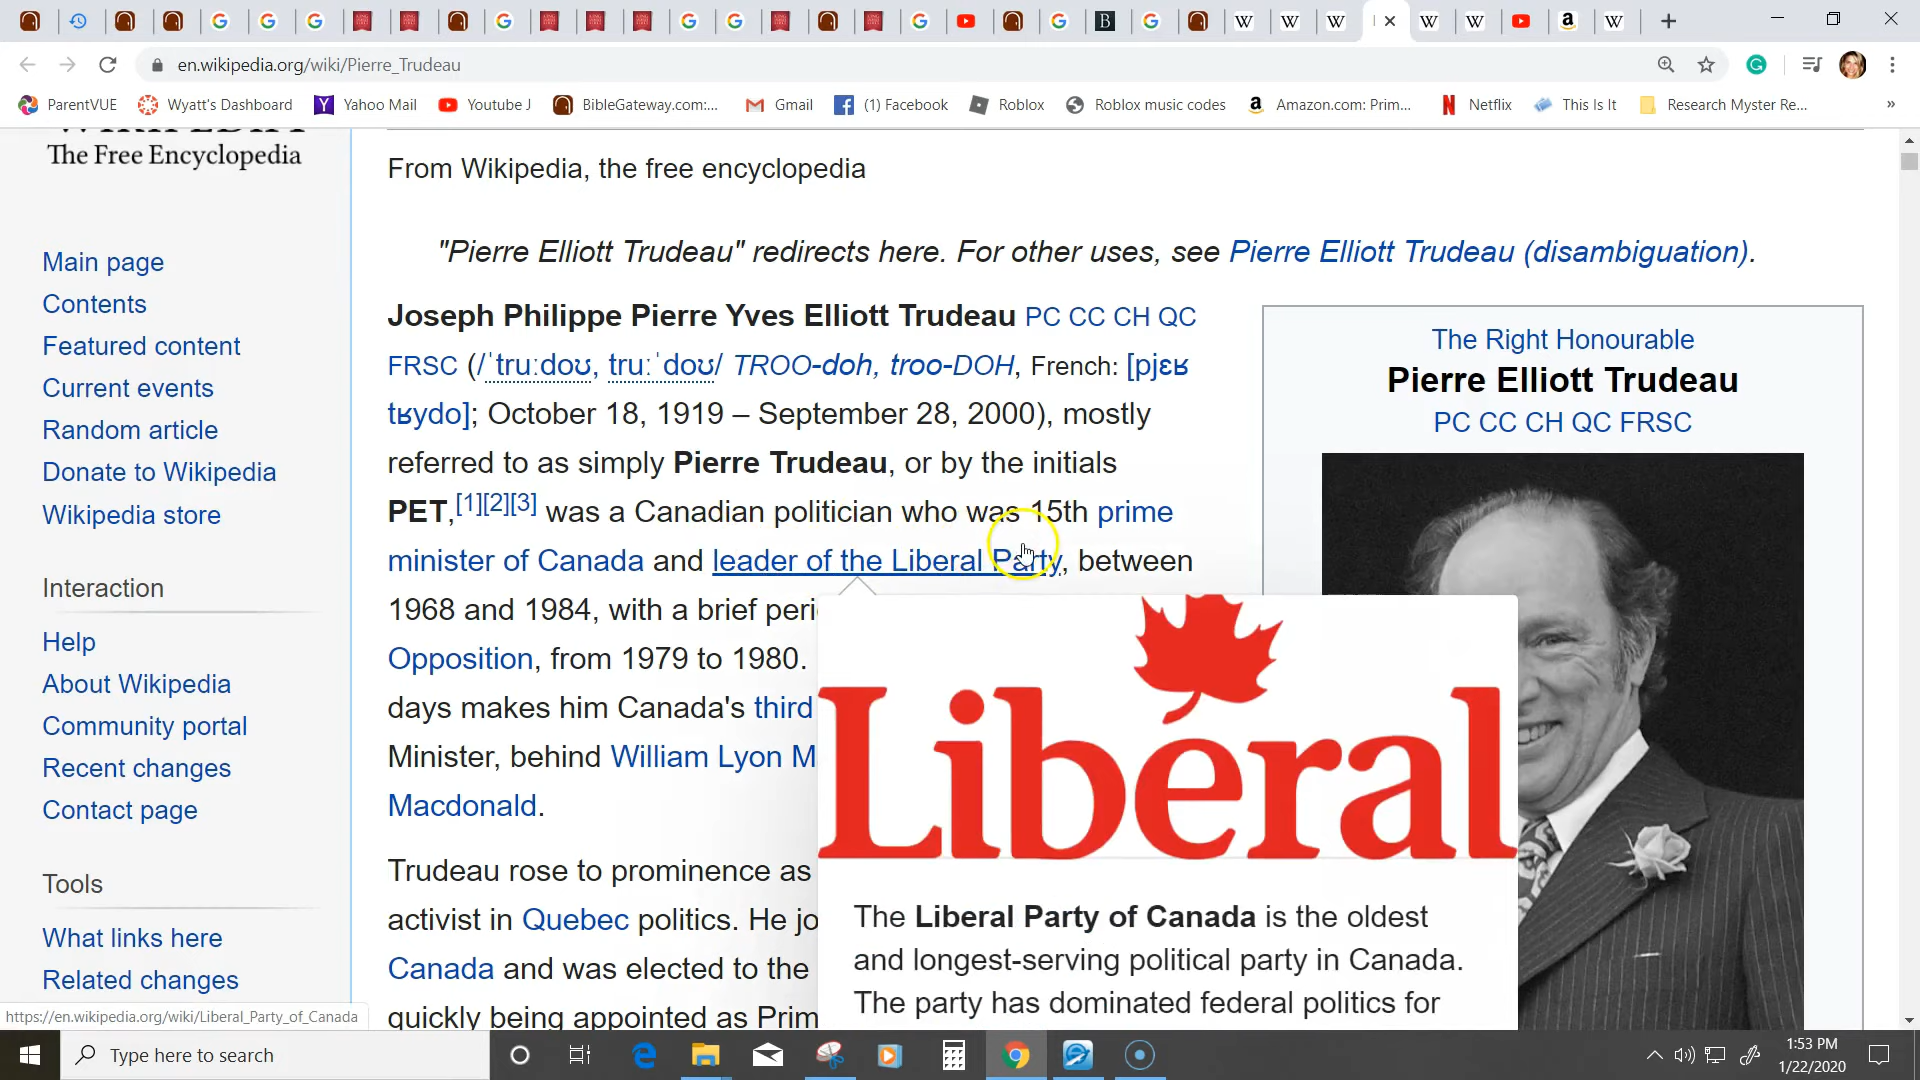 en.wikipedia.org/wiki/Pierre_Trudeau
ParentVUE
Wyatt's Dashboard
Yahoo Mail
Youtube J
BibleGateway.com:...
Gmail
(1) Facebook
Roblox
Roblox music codes
Amazon.com: Prim...
Netflix
This Is It
Research Myster Re...
»
The Free Encyclopedia
Main page
Contents
Featured content
Current events
Random article
Donate to Wikipedia
Wikipedia store
Interaction
Help
About Wikipedia
Community portal
Recent changes
Contact page
Tools
What links here
Related changes
https://en.wikipedia.org/wiki/Liberal_Party_of_Canada
From Wikipedia, the free encyclopedia
"Pierre Elliott Trudeau" redirects here. For other uses, see Pierre Elliott Trudeau (disambiguation).
Joseph Philippe Pierre Yves Elliott Trudeau PC CC CH QC
FRSC (/ˈtruːdoʊ, truːˈdoʊ/ TROO-doh, troo-DOH, French: [pjɛʁ
tʁydo]; October 18, 1919 – September 28, 2000), mostly
referred to as simply Pierre Trudeau, or by the initials
PET,[1][2][3] was a Canadian politician who was 15th prime
minister of Canada and leader of the Liberal Party, between
1968 and 1984, with a brief peri
Opposition, from 1979 to 1980.
days makes him Canada's third
Minister, behind William Lyon M
Macdonald.
Trudeau rose to prominence as
activist in Quebec politics. He jo
Canada and was elected to the
quickly being appointed as Prim
Liberal
The Liberal Party of Canada is the oldest
and longest-serving political party in Canada.
The party has dominated federal politics for
The Right Honourable
Pierre Elliott Trudeau
PC CC CH QC FRSC
Type here to search
1:53 PM
1/22/2020